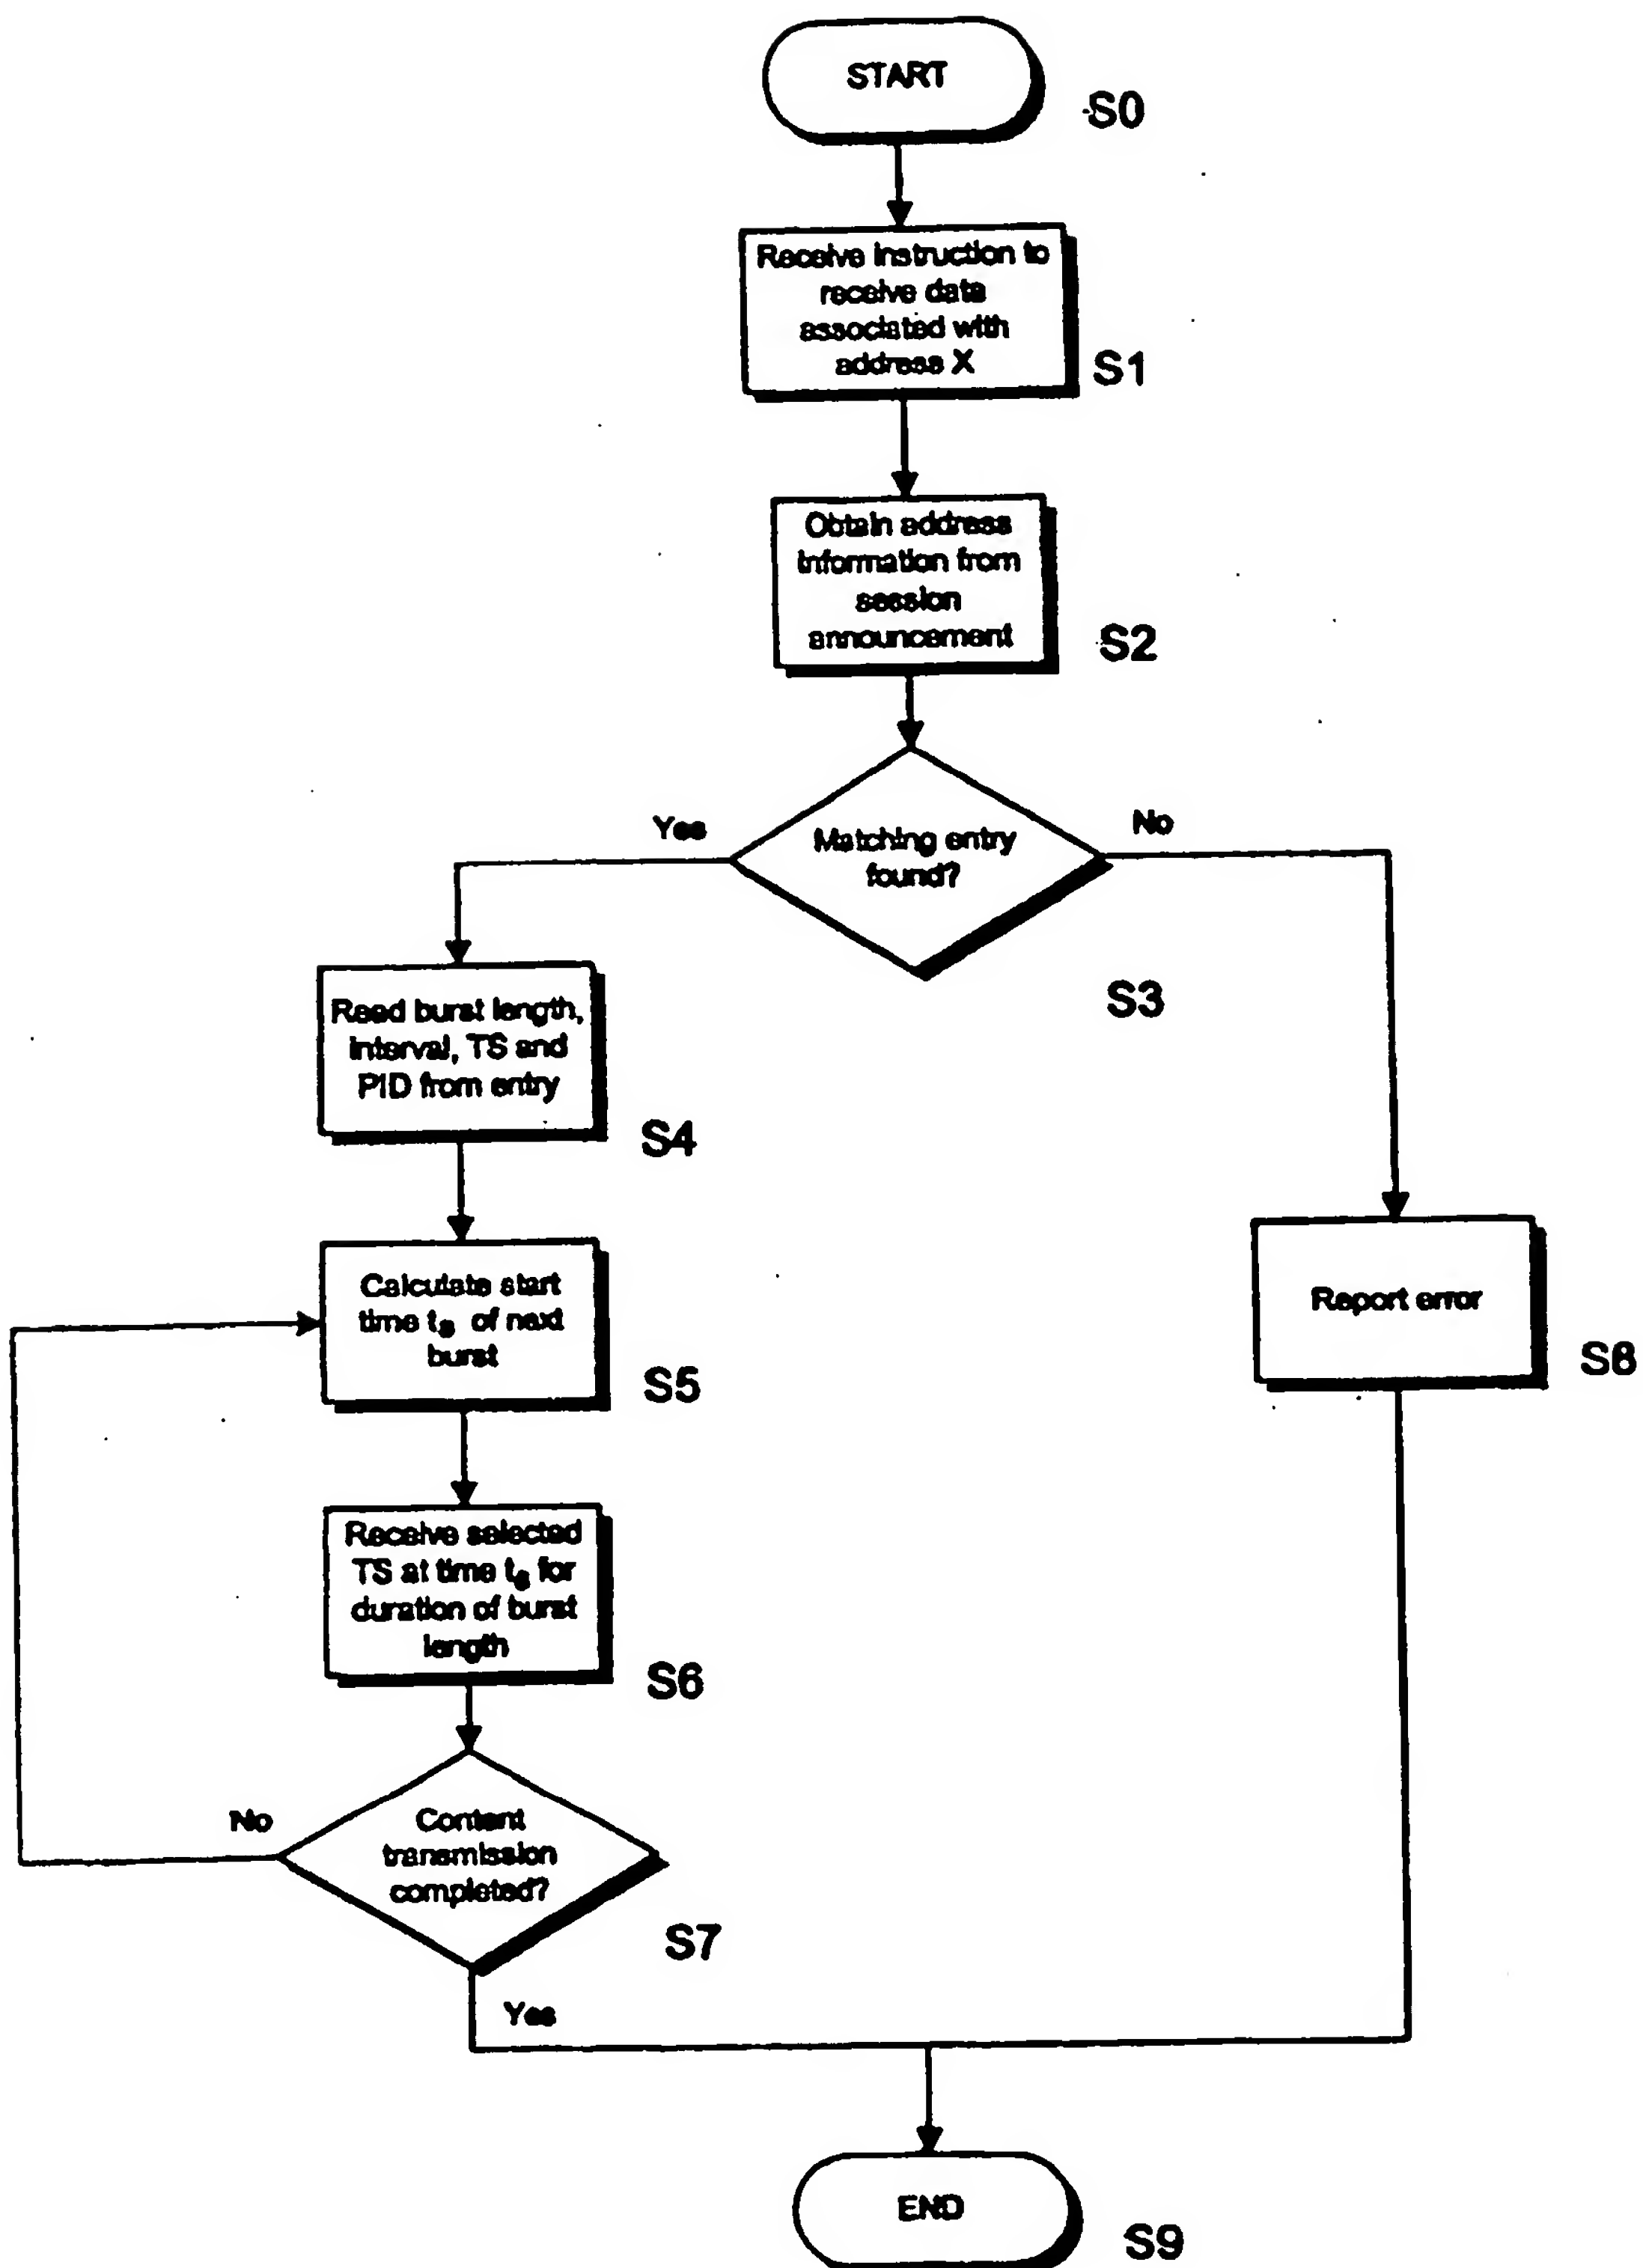 START
S0
Receive instruction to
receive data
associated with
address X
S1
Obtain address
information from
session
announcement
S2
Yes
No
Matching entry
found?
S3
Read burst length,
interval, TS and
PID from entry
S4
Calculate start
time ts of next
burst
S5
Report error
S8
Receive selected
TS at time ts for
duration of burst
length
S6
No
Content
transmission
completed?
S7
Yes
END
S9